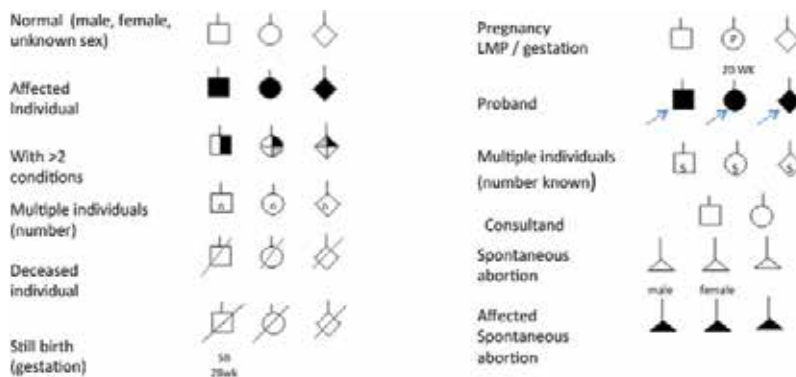 Normal (male, female,
unknown sex)
Affected
Individual
With >2
conditions
Multiple individuals
(number)
n n n
Deceased
individual
Still birth
(gestation)
SB
28wk
Pregnancy
LMP / gestation
P
20 WK
Proband
Multiple individuals
(number known)
5 5 5
Consultand
Spontaneous
abortion
male female
Affected
Spontaneous
abortion